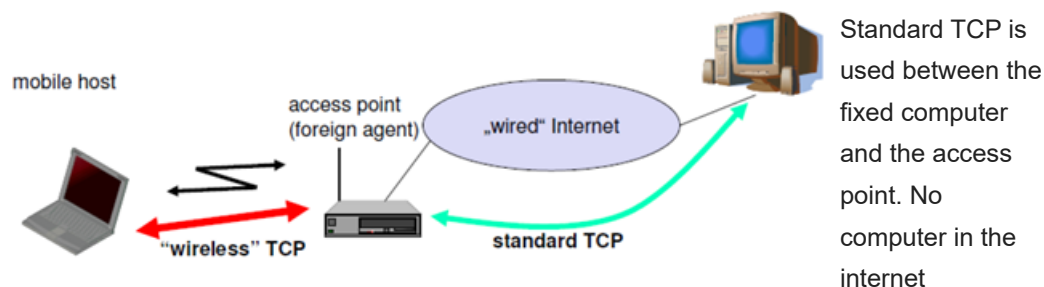 mobile host
access point
(foreign agent)
„wired“ Internet
“wireless” TCP
standard TCP
Standard TCP is
used between the
fixed computer
and the access
point. No
computer in the
internet